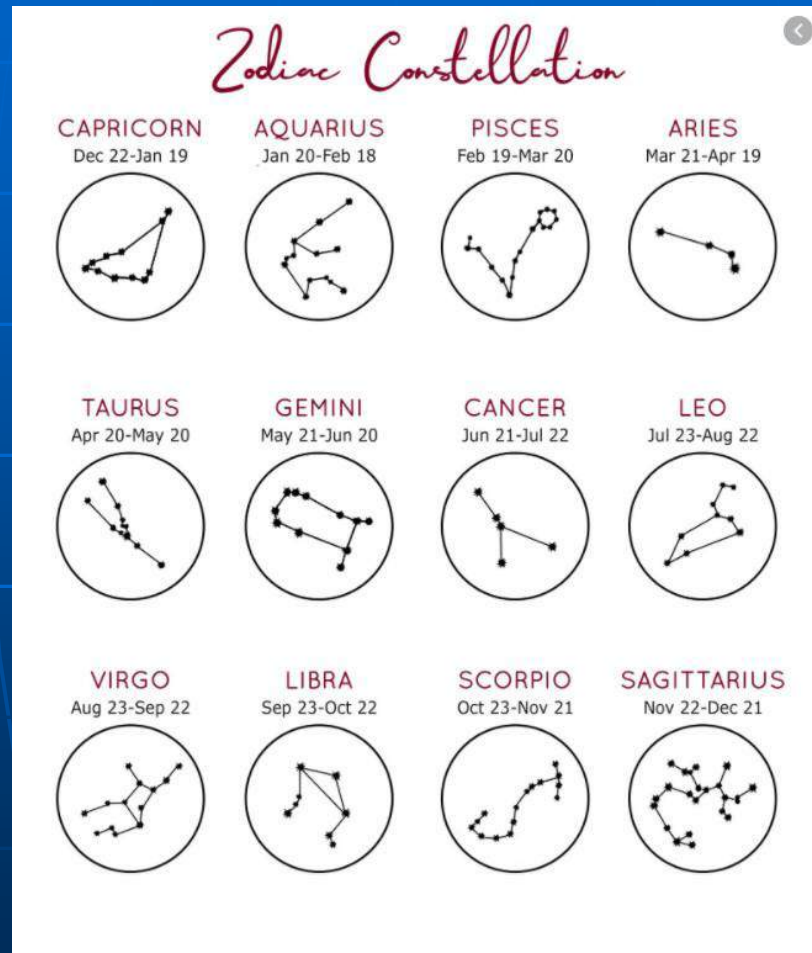 Zodiac Constellation
CAPRICORN
Dec 22-Jan 19
AQUARIUS
Jan 20-Feb 18
PISCES
Feb 19-Mar 20
ARIES
Mar 21-Apr 19
TAURUS
Apr 20-May 20
GEMINI
May 21-Jun 20
CANCER
Jun 21-Jul 22
LEO
Jul 23-Aug 22
VIRGO
Aug 23-Sep 22
LIBRA
Sep 23-Oct 22
SCORPIO
Oct 23-Nov 21
SAGITTARIUS
Nov 22-Dec 21